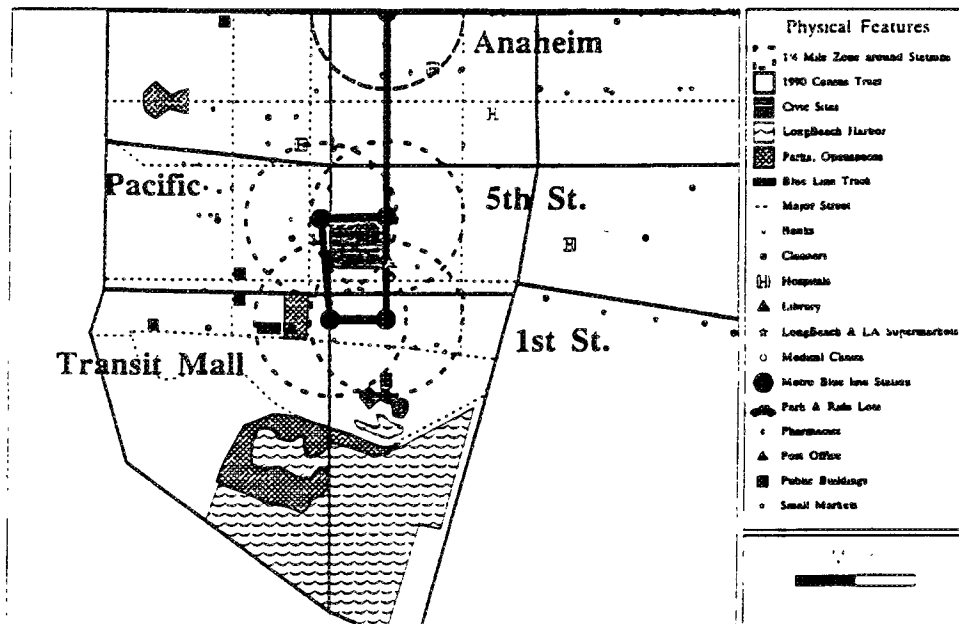 Anaheim
Pacific
5th St.
1st St.
Transit Mall
Physical Features
1/4 Mile Zone around Stations
1990 Census Tract
Civic Sites
LongBeach Harbor
Parks, Openspaces
Blue Line Track
Major Street
Banks
Cleaners
Hospitals
Library
LongBeach & LA Supermarkets
Medical Clinics
Metro Blue line Station
Park & Ride Lots
Pharmacies
Post Office
Public Buildings
Small Markets